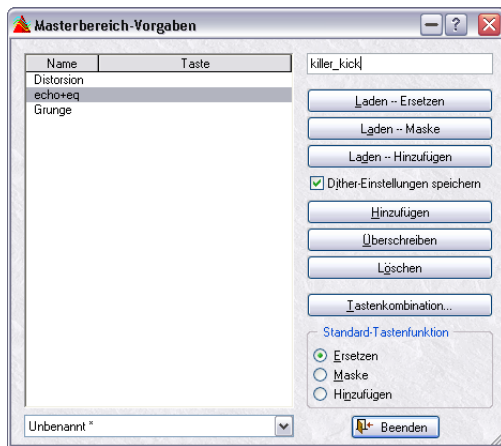 Masterbereich-Vorgaben
Name Taste
Distorsion
echo+eq
Grunge
Unbenannt *
killer_kick
Laden -- Ersetzen
Laden -- Maske
Laden -- Hinzufügen
Dither-Einstellungen speichern
Hinzufügen
Überschreiben
Löschen
Tastenkombination...
Standard-Tastenfunktion
Ersetzen
Maske
Hinzufügen
Beenden